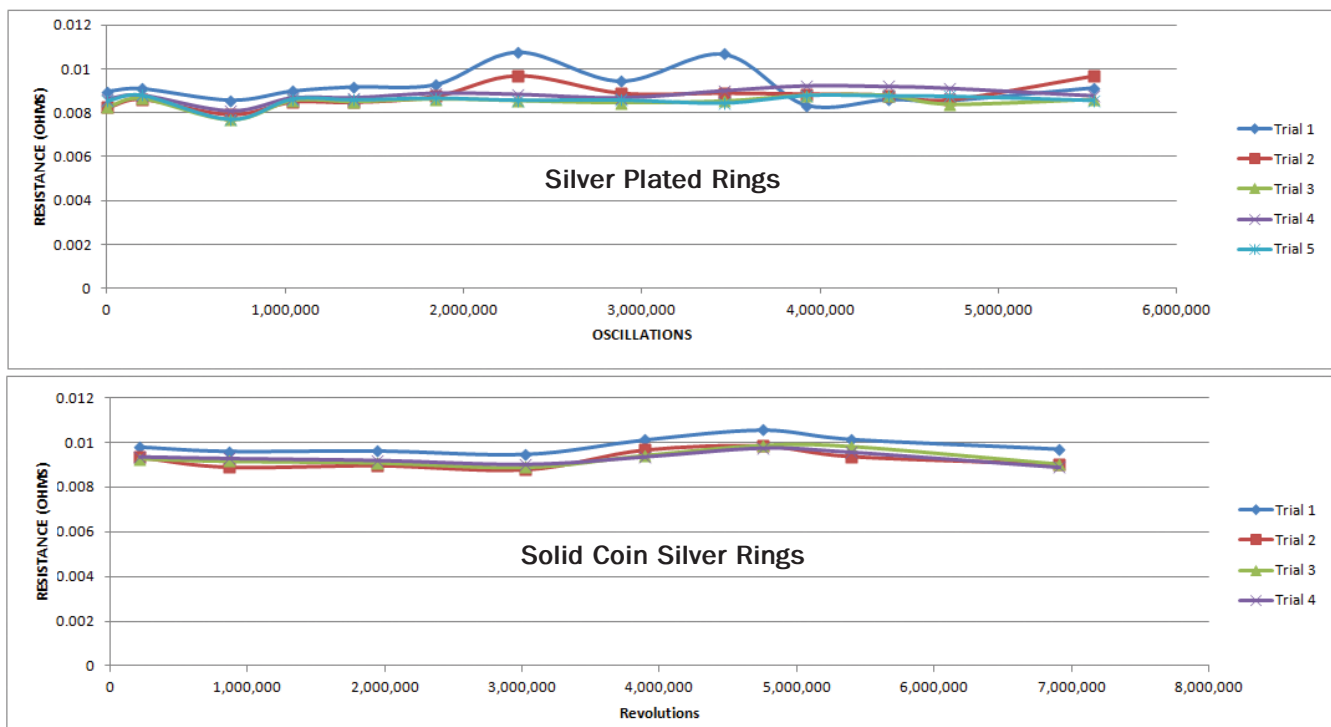 0.012
0.01
0.008
0.006
0.004
0.002
0
RESISTANCE (OHMS)
Silver Plated Rings
0 1,000,000 2,000,000 3,000,000 4,000,000 5,000,000 6,000,000
OSCILLATIONS
Trial 1
Trial 2
Trial 3
Trial 4
Trial 5
0.012
0.01
0.008
0.006
0.004
0.002
0
RESISTANCE (OHMS)
Solid Coin Silver Rings
0 1,000,000 2,000,000 3,000,000 4,000,000 5,000,000 6,000,000 7,000,000 8,000,000
Revolutions
Trial 1
Trial 2
Trial 3
Trial 4